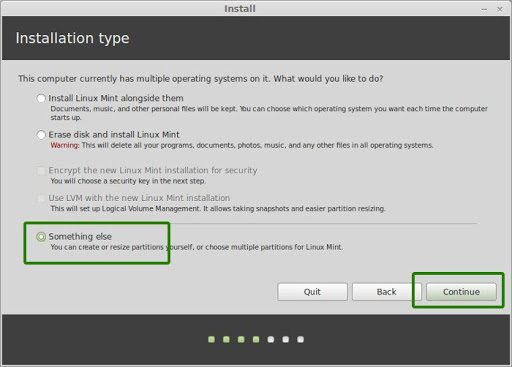 Install
Installation type
This computer currently has multiple operating systems on it. What would you like to do?
Install Linux Mint alongside them
Documents, music, and other personal files will be kept. You can choose which operating system you want each time the computer
starts up.
Erase disk and install Linux Mint
Warning: This will delete all your programs, documents, photos, music, and any other files in all operating systems.
Encrypt the new Linux Mint installation for security
You will choose a security key in the next step.
Use LVM with the new Linux Mint installation
This will set up Logical Volume Management. It allows taking snapshots and easier partition resizing.
Something else
You can create or resize partitions yourself, or choose multiple partitions for Linux Mint.
Quit
Back
Continue